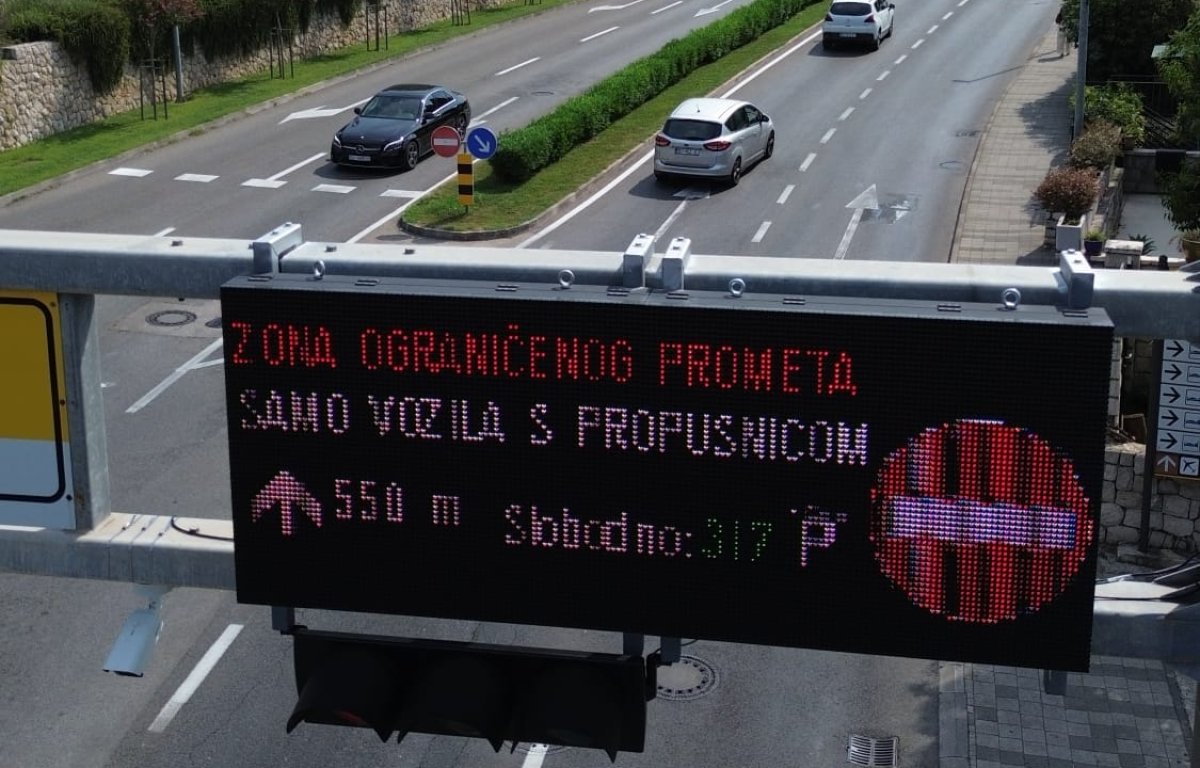 ZONA OGRANIČENOG PROMETA
SAMO VOZILA S PROPUSNICOM
550 m Slobodno: 317 P